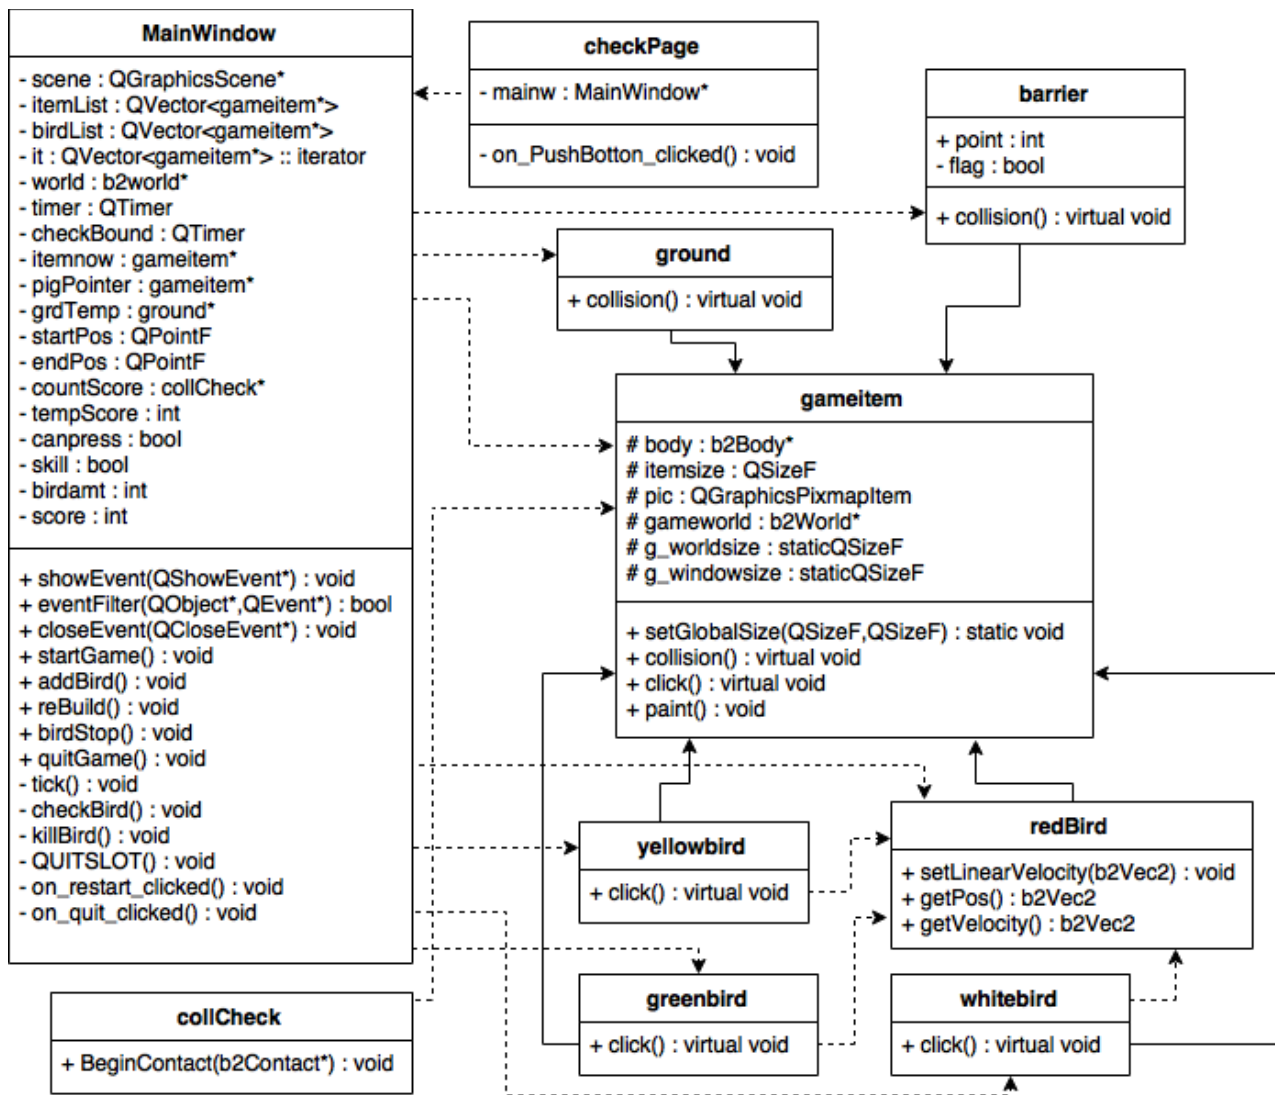 MainWindow
- scene : QGraphicsScene*
- itemList : QVector<gameitem*>
- birdList : QVector<gameitem*>
- it : QVector<gameitem*> :: iterator
- world : b2world*
- timer : QTimer
- checkBound : QTimer
- itemnow : gameitem*
- pigPointer : gameitem*
- grdTemp : ground*
- startPos : QPointF
- endPos : QPointF
- countScore : collCheck*
- tempScore : int
- canpress : bool
- skill : bool
- birdamt : int
- score : int
+ showEvent(QShowEvent*) : void
+ eventFilter(QObject*,QEvent*) : bool
+ closeEvent(QCloseEvent*) : void
+ startGame() : void
+ addBird() : void
+ reBuild() : void
+ birdStop() : void
+ quitGame() : void
- tick() : void
- checkBird() : void
- killBird() : void
- QUITSLOT() : void
- on_restart_clicked() : void
- on_quit_clicked() : void
checkPage
- mainw : MainWindow*
- on_PushBotton_clicked() : void
barrier
+ point : int
- flag : bool
+ collision() : virtual void
ground
+ collision() : virtual void
gameitem
# body : b2Body*
# itemsize : QSizeF
# pic : QGraphicsPixmapItem
# gameworld : b2World*
# g_worldsize : staticQSizeF
# g_windowsize : staticQSizeF
+ setGlobalSize(QSizeF,QSizeF) : static void
+ collision() : virtual void
+ click() : virtual void
+ paint() : void
yellowbird
+ click() : virtual void
redBird
+ setLinearVelocity(b2Vec2) : void
+ getPos() : b2Vec2
+ getVelocity() : b2Vec2
greenbird
+ click() : virtual void
whitebird
+ click() : virtual void
collCheck
+ BeginContact(b2Contact*) : void